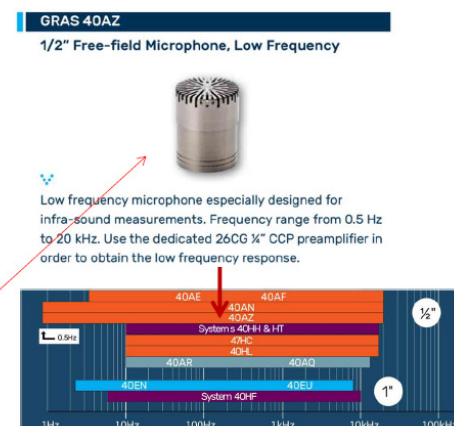 GRAS 40AZ
1/2” Free-field Microphone, Low Frequency
Low frequency microphone especially designed for
infra-sound measurements. Frequency range from 0.5 Hz
to 20 kHz. Use the dedicated 26CG ¼” CCP preamplifier in
order to obtain the low frequency response.
40AE 40AF
40AN
40AZ
½"
System s 40HH & HT
0.5Hz
47HC
40HL
40AR 40AQ
40EN 40EU
1"
System 40HF
1Hz 10Hz 100Hz 1kHz 10kHz 100kHz